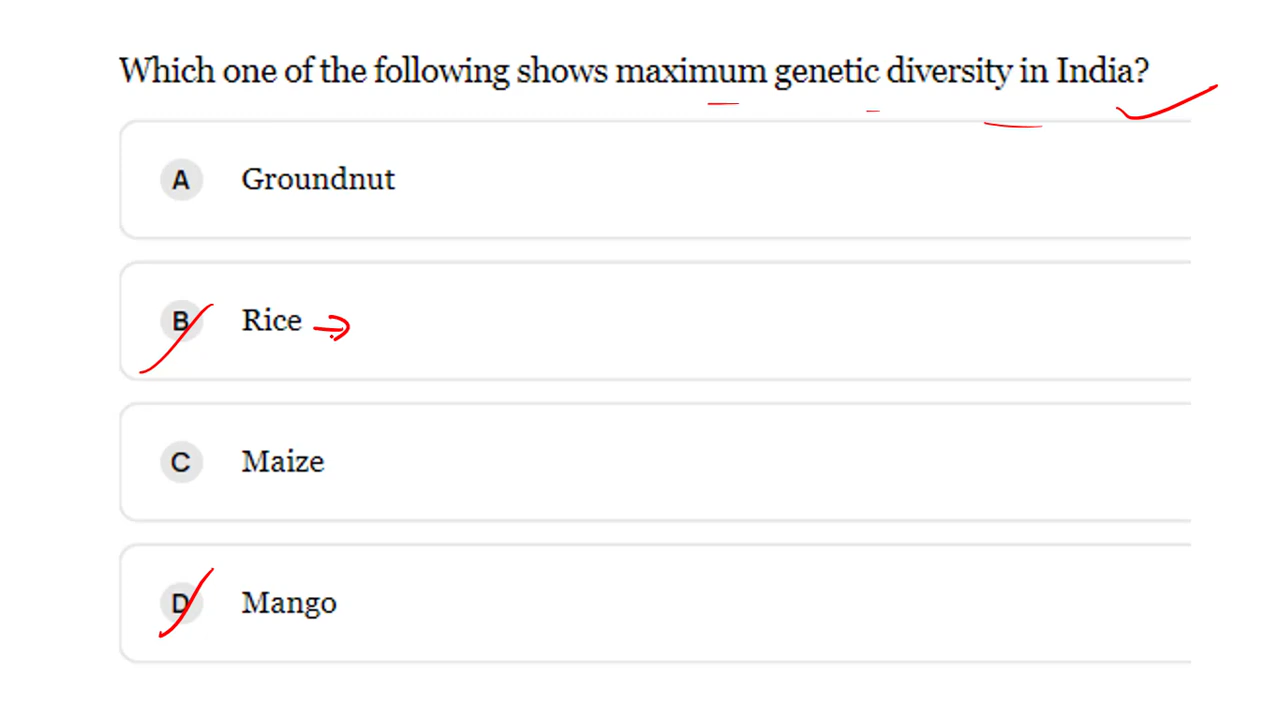 Which one of the following shows maximum genetic diversity in India?
A Groundnut
B Rice
C Maize
D Mango